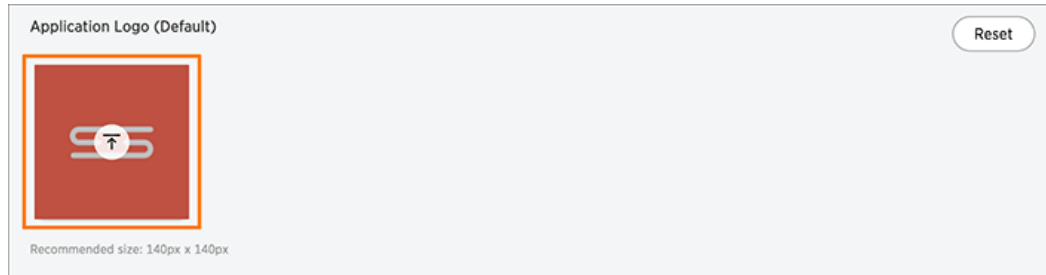 Application Logo (Default)
Reset
Recommended size: 140px x 140px